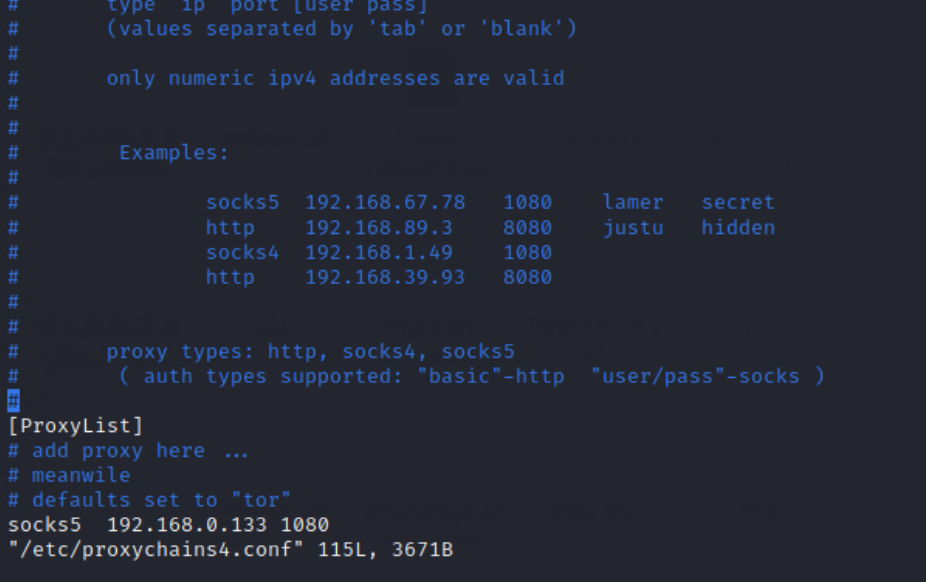 # type ip port [user pass]
# (values separated by 'tab' or 'blank')
#
# only numeric ipv4 addresses are valid
#
#
# Examples:
#
# socks5 192.168.67.78 1080 lamer secret
# http 192.168.89.3 8080 justu hidden
# socks4 192.168.1.49 1080
# http 192.168.39.93 8080
#
#
# proxy types: http, socks4, socks5
# ( auth types supported: "basic"-http "user/pass"-socks )
#
[ProxyList]
# add proxy here ...
# meanwile
# defaults set to "tor"
socks5 192.168.0.133 1080
"/etc/proxychains4.conf" 115L, 3671B